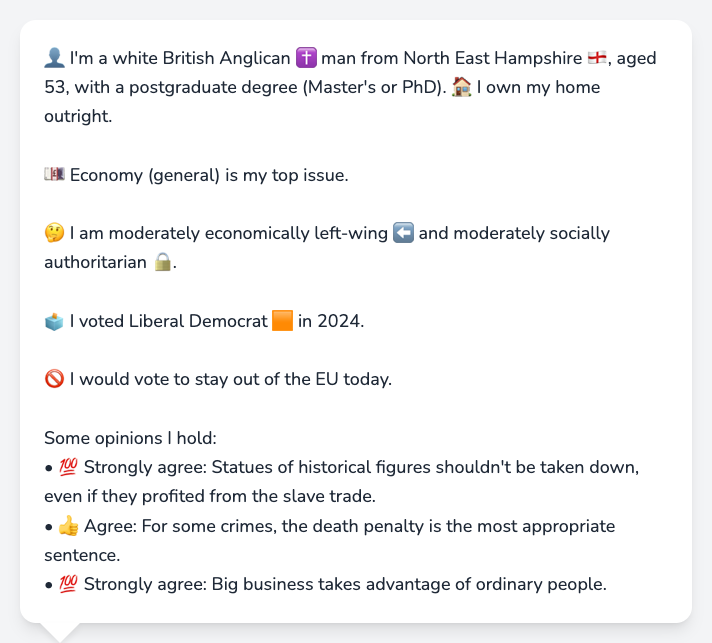 👤 I'm a white British Anglican ✝️ man from North East Hampshire 🏴󠁧󠁢󠁥󠁮󠁧󠁿, aged
53, with a postgraduate degree (Master's or PhD). 🏠 I own my home
outright.
💷 Economy (general) is my top issue.
🤔 I am moderately economically left-wing ⬅️ and moderately socially
authoritarian 🔒.
🗳️ I voted Liberal Democrat 🟧 in 2024.
🚫 I would vote to stay out of the EU today.
Some opinions I hold:
• 💯 Strongly agree: Statues of historical figures shouldn't be taken down,
even if they profited from the slave trade.
• 👍 Agree: For some crimes, the death penalty is the most appropriate
sentence.
• 💯 Strongly agree: Big business takes advantage of ordinary people.